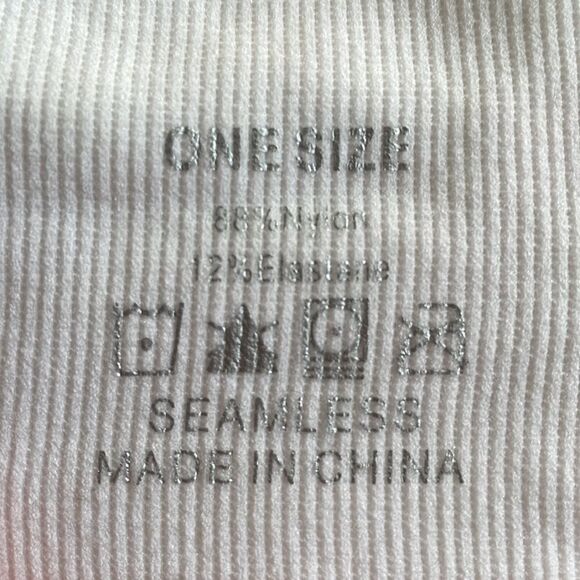 ONE SIZE
88%Nylon
12%Elastane
SEAMLESS
MADE IN CHINA